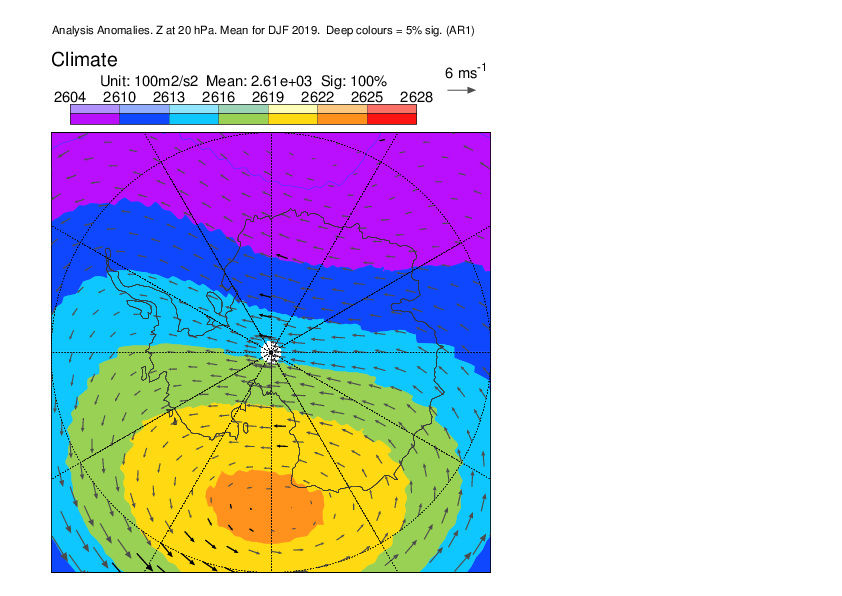 Analysis Anomalies. Z at 20 hPa. Mean for DJF 2019.  Deep colours = 5% sig. (AR1)
Climate
6 ms-1
Unit: 100m2/s2  Mean: 2.61e+03  Sig: 100%
2604 2610 2613 2616 2619 2622 2625 2628